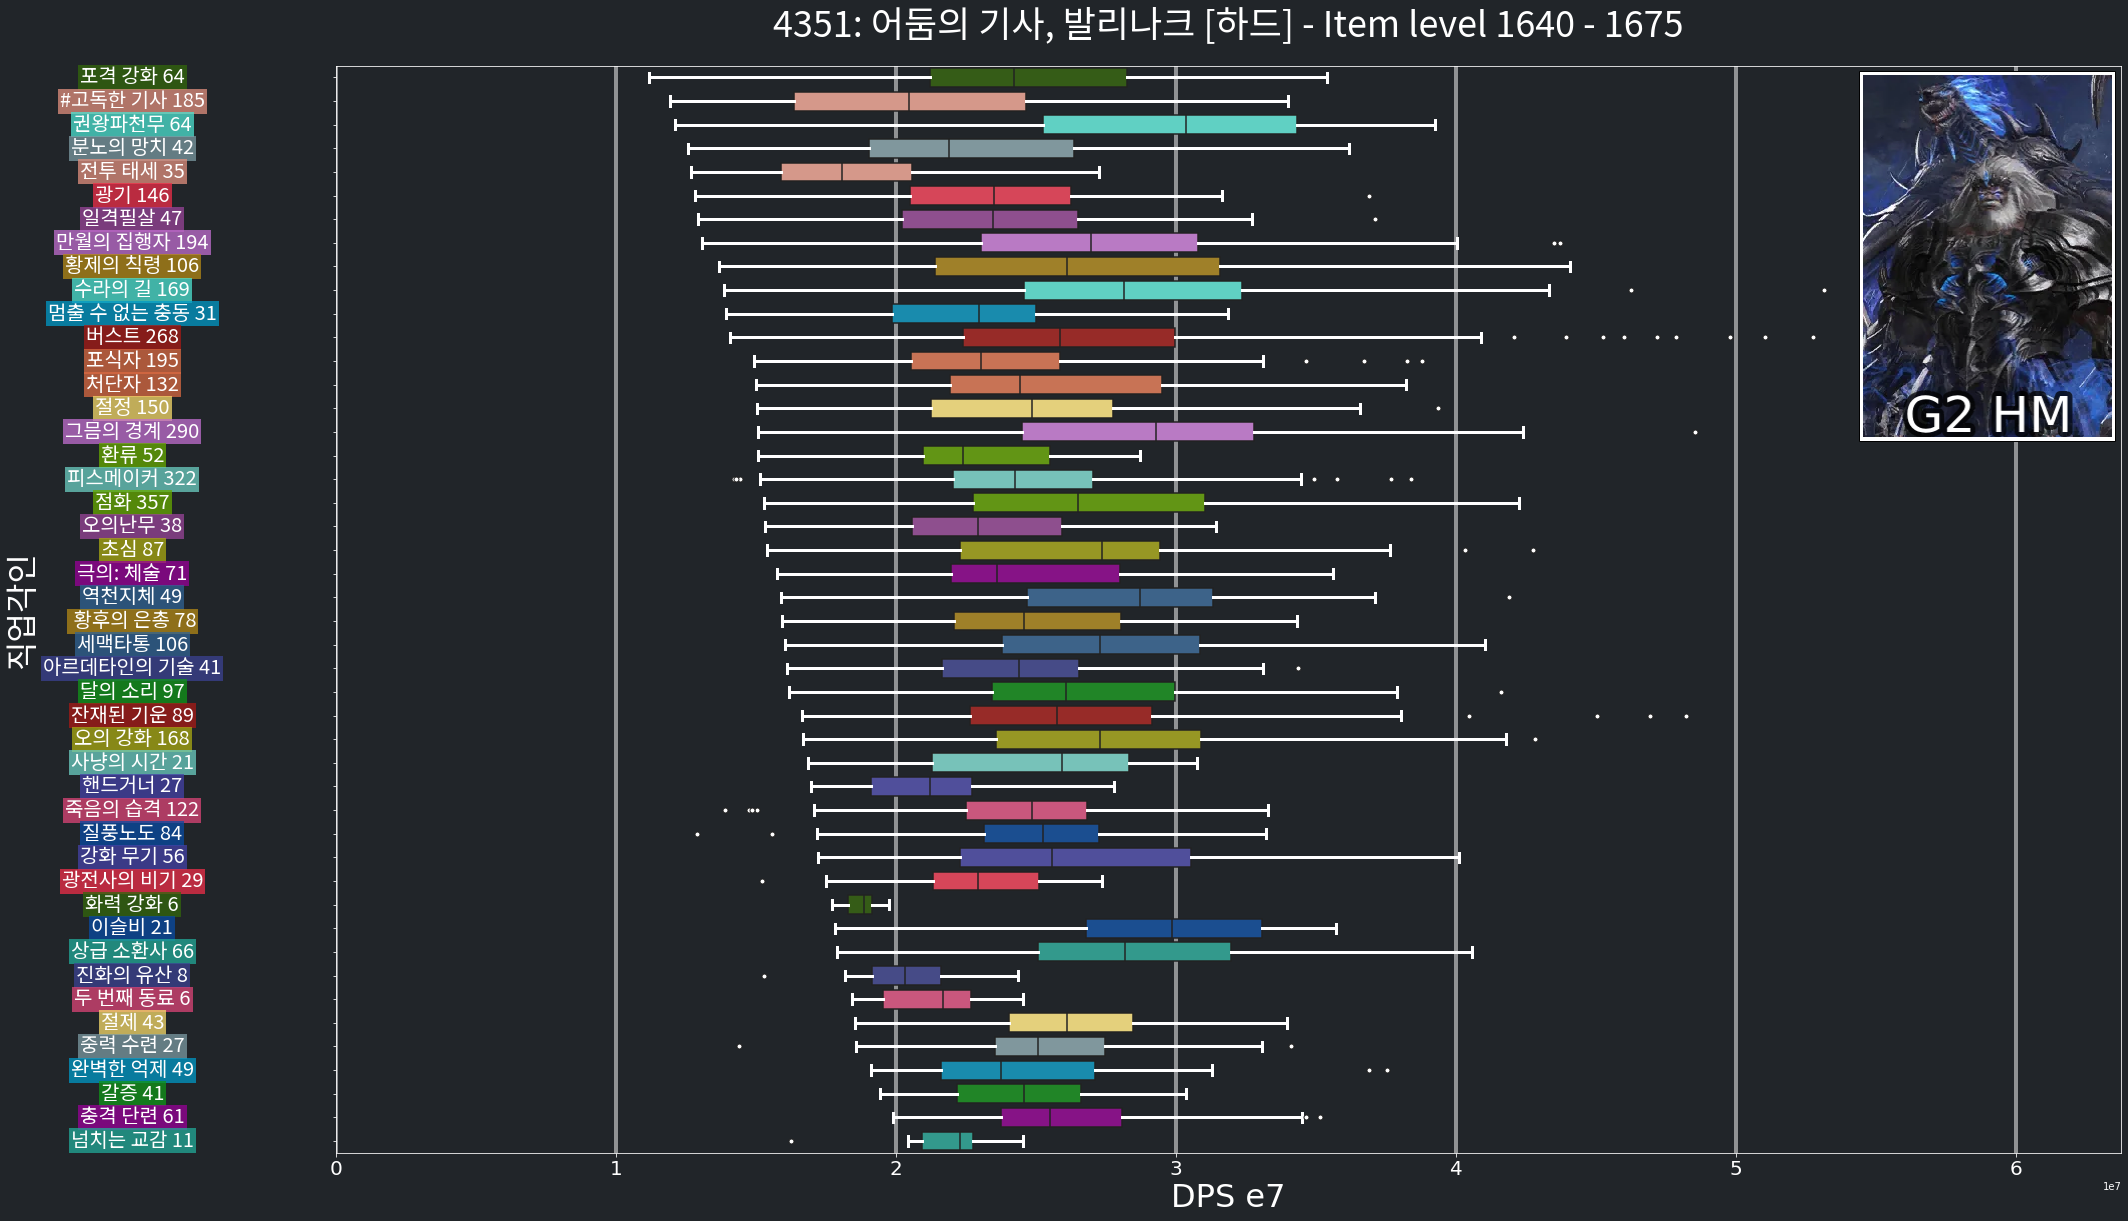 4351: 어둠의 기사, 발리나크 [하드] - Item level 1640 - 1675
포격 강화 64
#고독한 기사 185
권왕파천무 64
분노의 망치 42
전투 태세 35
광기 146
일격필살 47
만월의 집행자 194
황제의 칙령 106
수라의 길 169
멈출 수 없는 충동 31
버스트 268
포식자 195
처단자 132
절정 150
그믐의 경계 290
환류 52
피스메이커 322
점화 357
오의난무 38
초심 87
극의: 체술 71
역천지체 49
황후의 은총 78
세맥타통 106
아르데타인의 기술 41
달의 소리 97
잔재된 기운 89
오의 강화 168
사냥의 시간 21
핸드거너 27
죽음의 습격 122
질풍노도 84
강화 무기 56
광전사의 비기 29
화력 강화 6
이슬비 21
상급 소환사 66
진화의 유산 8
두 번째 동료 6
절제 43
중력 수련 27
완벽한 억제 49
갈증 41
충격 단련 61
넘치는 교감 11
직업각인
G2 HM
0 1 2 3 4 5 6
DPS e7
1e7